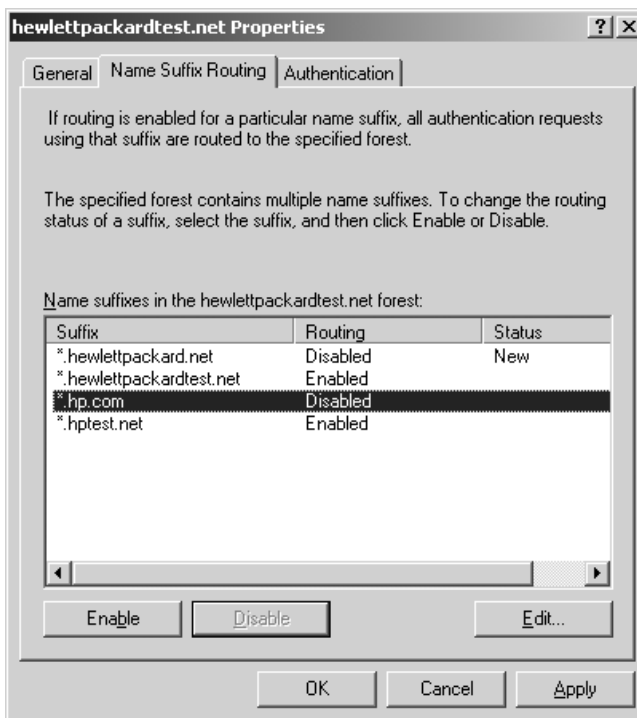 hewlettpackardtest.net Properties
? X
General Name Suffix Routing Authentication
If routing is enabled for a particular name suffix, all authentication requests
using that suffix are routed to the specified forest.
The specified forest contains multiple name suffixes. To change the routing
status of a suffix, select the suffix, and then click Enable or Disable.
Name suffixes in the hewlettpackardtest.net forest:
Suffix Routing Status
*.hewlettpackard.net Disabled New
*.hewlettpackardtest.net Enabled
*.hp.com Disabled
*.hptest.net Enabled
Enable Disable Edit...
OK Cancel Apply